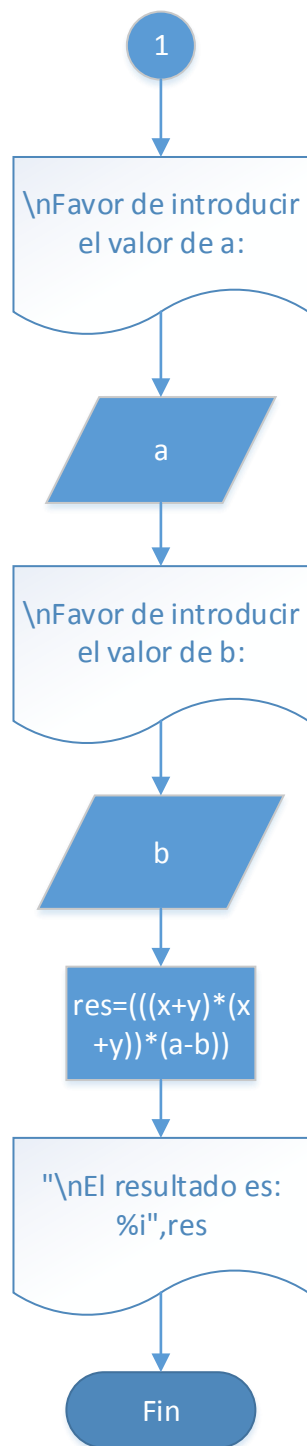 1
\nFavor de introducir
el valor de a:
a
\nFavor de introducir
el valor de b:
b
res=(((x+y)*(x
+y))*(a-b))
"\nEl resultado es:
%i",res
Fin